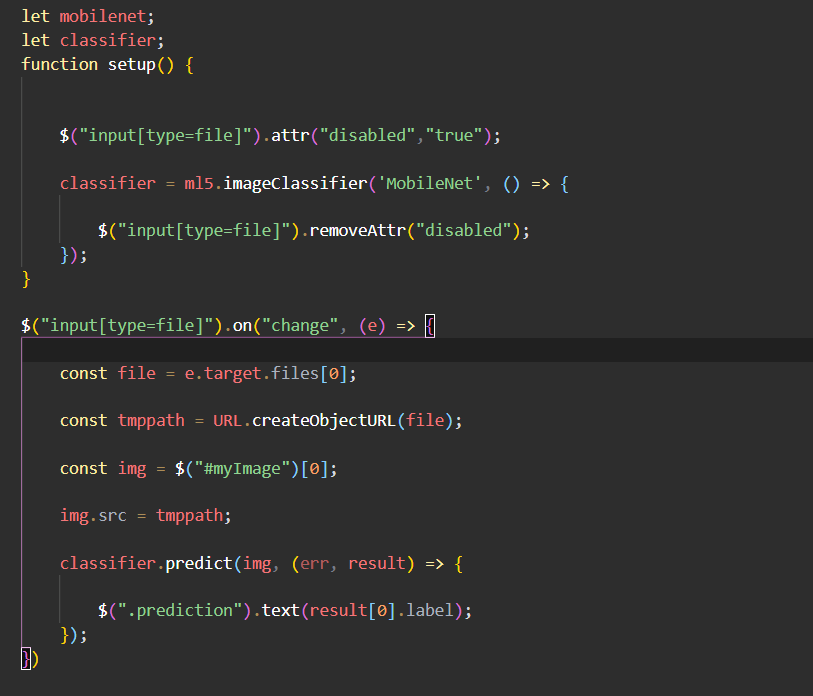 let mobilenet;
let classifier;
function setup() {
$("input[type=file]").attr("disabled","true");
classifier = ml5.imageClassifier('MobileNet', () => {
$("input[type=file]").removeAttr("disabled");
});
}
$("input[type=file]").on("change", (e) => {
const file = e.target.files[0];
const tmppath = URL.createObjectURL(file);
const img = $("#myImage")[0];
img.src = tmppath;
classifier.predict(img, (err, result) => {
$(".prediction").text(result[0].label);
});
})